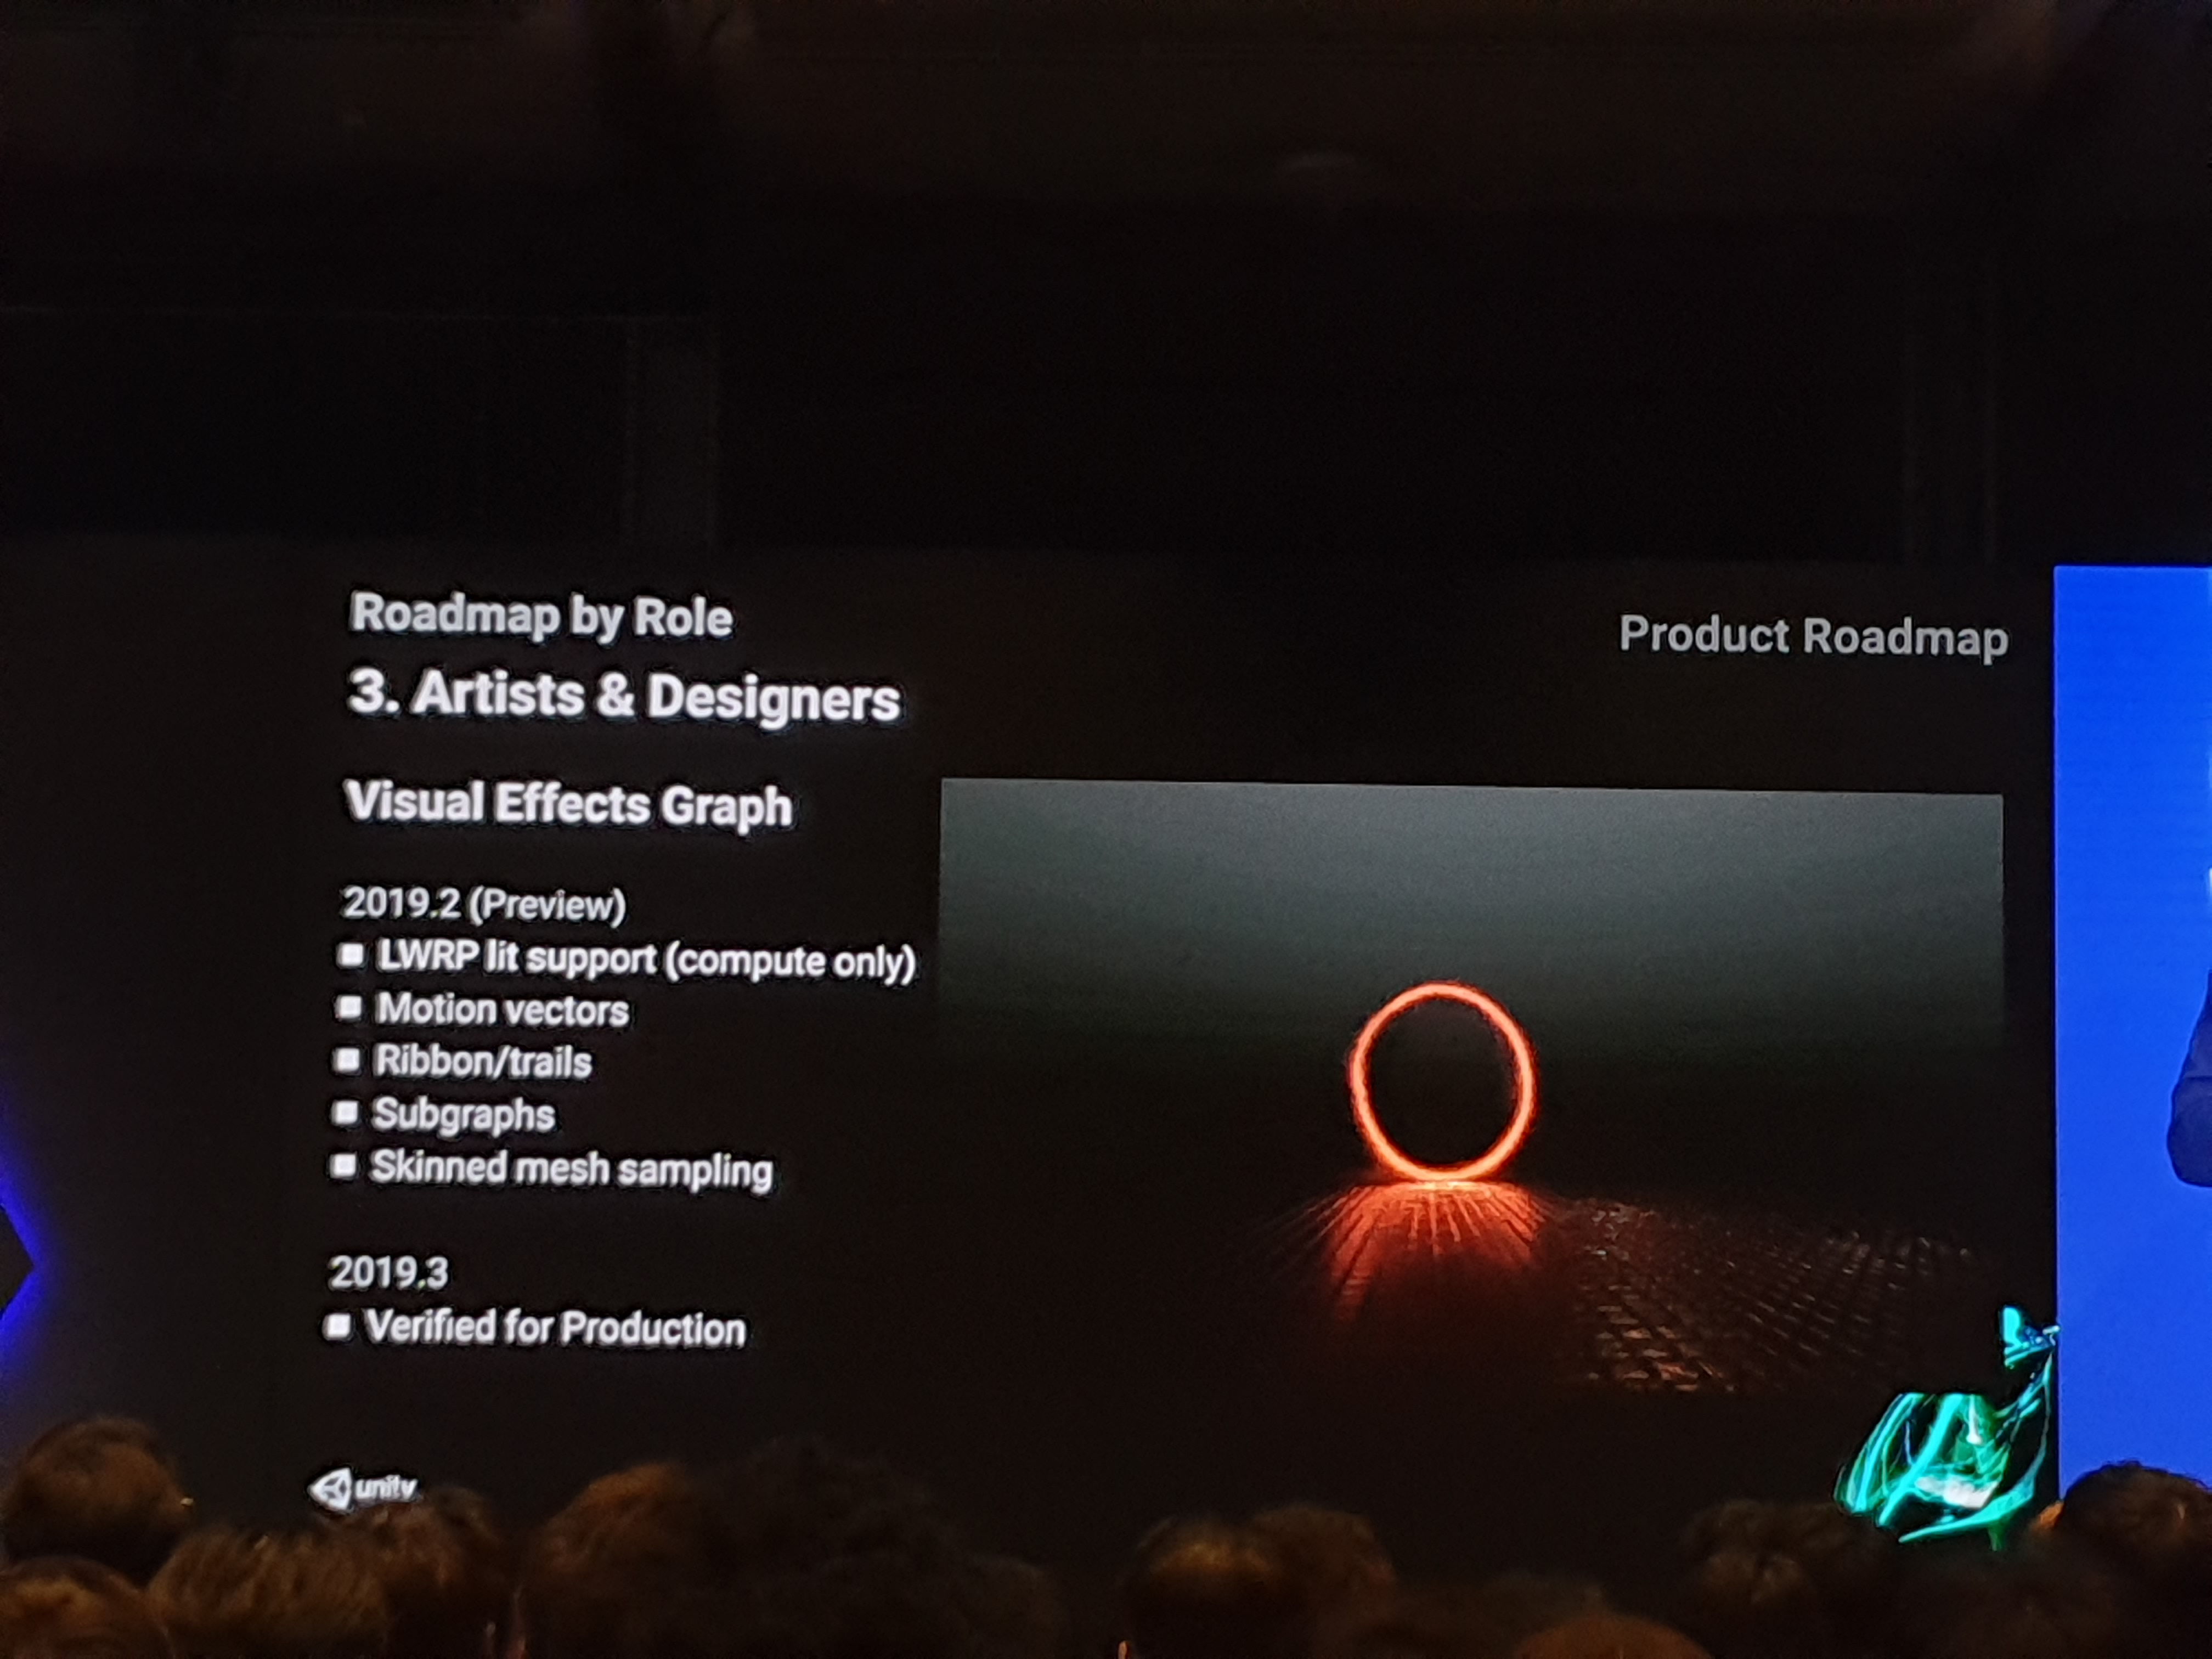 Roadmap by Role
Product Roadmap
3. Artists & Designers
Visual Effects Graph
2019.2 (Preview)
■ LWRP lit support (compute only)
■ Motion vectors
■ Ribbon/trails
■ Subgraphs
■ Skinned mesh sampling
2019.3
■ Verified for Production
unity